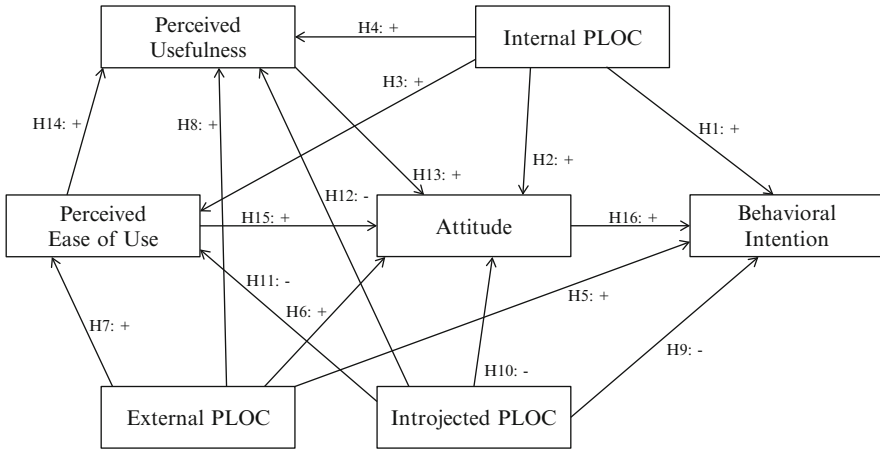 Perceived
Usefulness
H4: +
Internal PLOC
H3: +
H14: +
H8: +
H1: +
H2: +
H13: +
H12: -
Perceived
Ease of Use
H15: +
Attitude
H16: +
Behavioral
Intention
H11: -
H5: +
H6: +
H7: +
H9: -
H10: -
External PLOC
Introjected PLOC